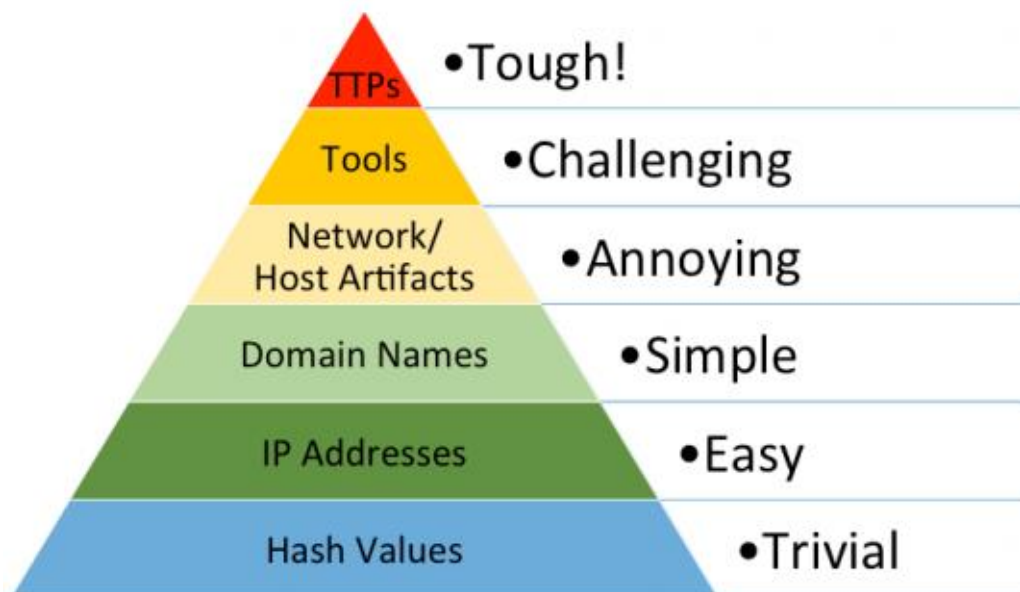 TTPs
•Tough!
Tools
•Challenging
Network/
Host Artifacts
•Annoying
Domain Names
•Simple
IP Addresses
•Easy
Hash Values
•Trivial